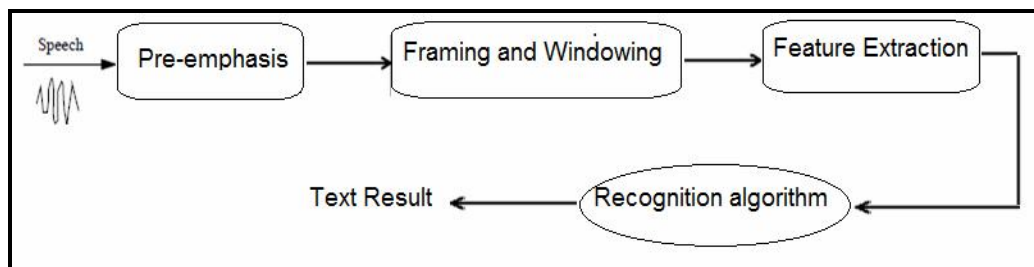 Speech
Pre-emphasis
Framing and Windowing
Feature Extraction
Text Result
Recognition algorithm